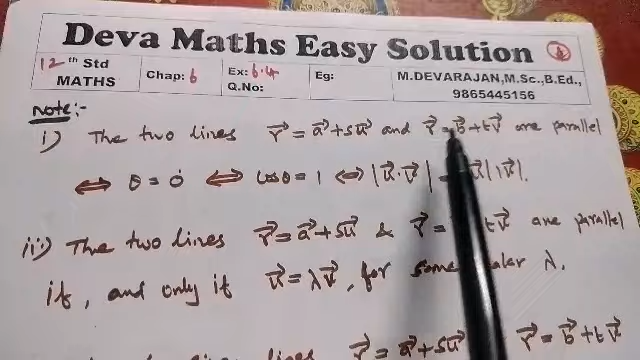 Deva Maths Easy Solution
12th Std MATHS Chap: 6 Ex: 6.4 Q.No: Eg: M.DEVARAJAN,M.Sc.,B.Ed., 9865445156
Note:-
i) The two lines r⃗ = a⃗ + su⃗ and r⃗ = b⃗ + tv⃗ are parallel
⟺ θ = 0 ⟺ cosθ = 1 ⟺ |u⃗·v⃗| = |v⃗|.
ii) The two lines r⃗ = a⃗ + su⃗ & r⃗ = tv⃗ are parallel
if, and only if u⃗ = λv⃗, for some λ.
lines r⃗ = a⃗ + su⃗ r⃗ = b⃗ + tv⃗